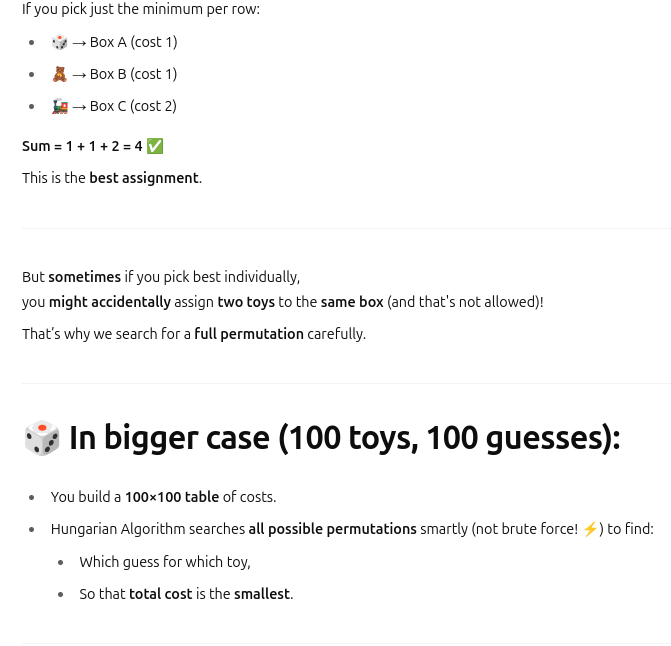 If you pick just the minimum per row:
• 🎲 → Box A (cost 1)
• 🧸 → Box B (cost 1)
• 🚂 → Box C (cost 2)
Sum = 1 + 1 + 2 = 4 ✅
This is the best assignment.
But sometimes if you pick best individually,
you might accidentally assign two toys to the same box (and that's not allowed)!
That’s why we search for a full permutation carefully.
🎲 In bigger case (100 toys, 100 guesses):
• You build a 100×100 table of costs.
• Hungarian Algorithm searches all possible permutations smartly (not brute force! ⚡) to find:
• Which guess for which toy,
• So that total cost is the smallest.